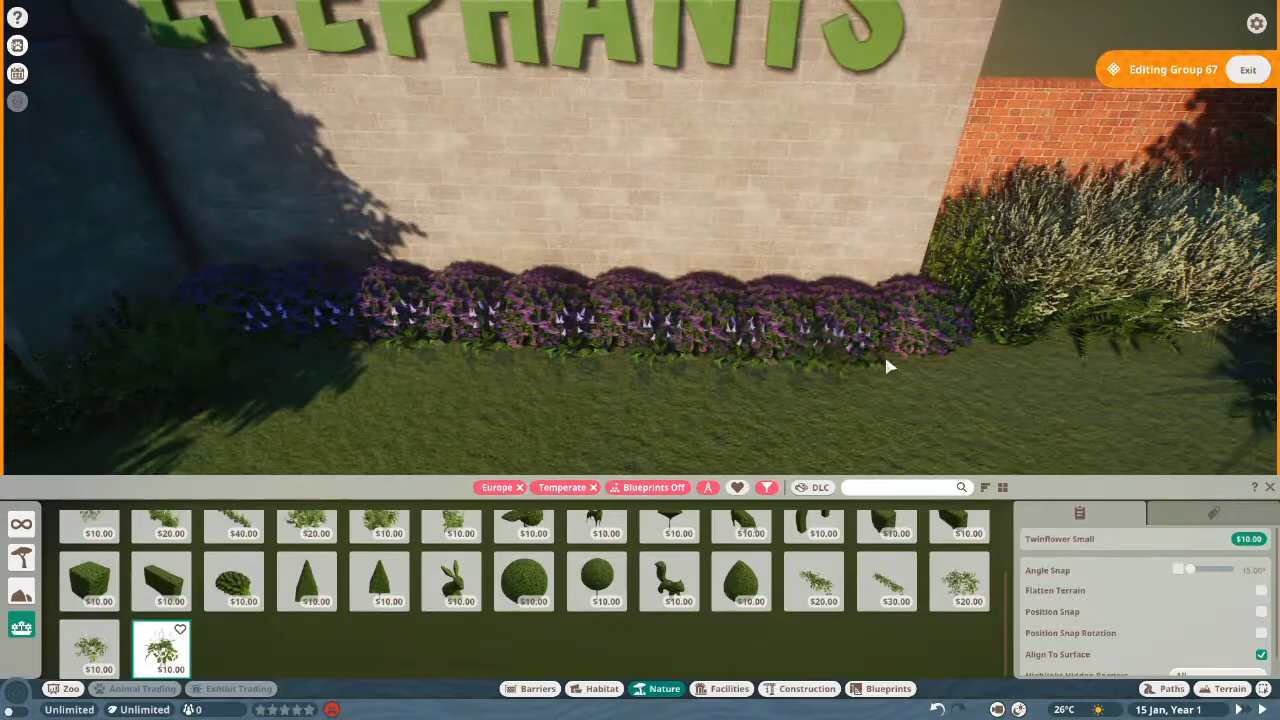 ELEPHANTS
Editing Group 67
Exit
Europe ×
Temperate ×
Blueprints Off
DLC
$10.00 $20.00 $40.00 $20.00 $10.00 $10.00 $10.00 $10.00 $10.00 $10.00 $10.00 $10.00 $10.00
$10.00 $10.00 $10.00 $10.00 $10.00 $10.00 $10.00 $10.00 $10.00 $10.00 $20.00 $30.00 $20.00
$10.00 $10.00
Twinflower Small $10.00
Angle Snap 15.00°
Flatten Terrain
Position Snap
Position Snap Rotation
Align To Surface
Zoo
Animal Trading
Exhibit Trading
Barriers
Habitat
Nature
Facilities
Construction
Blueprints
Paths
Terrain
Unlimited
Unlimited
0
26°C
15 Jan, Year 1